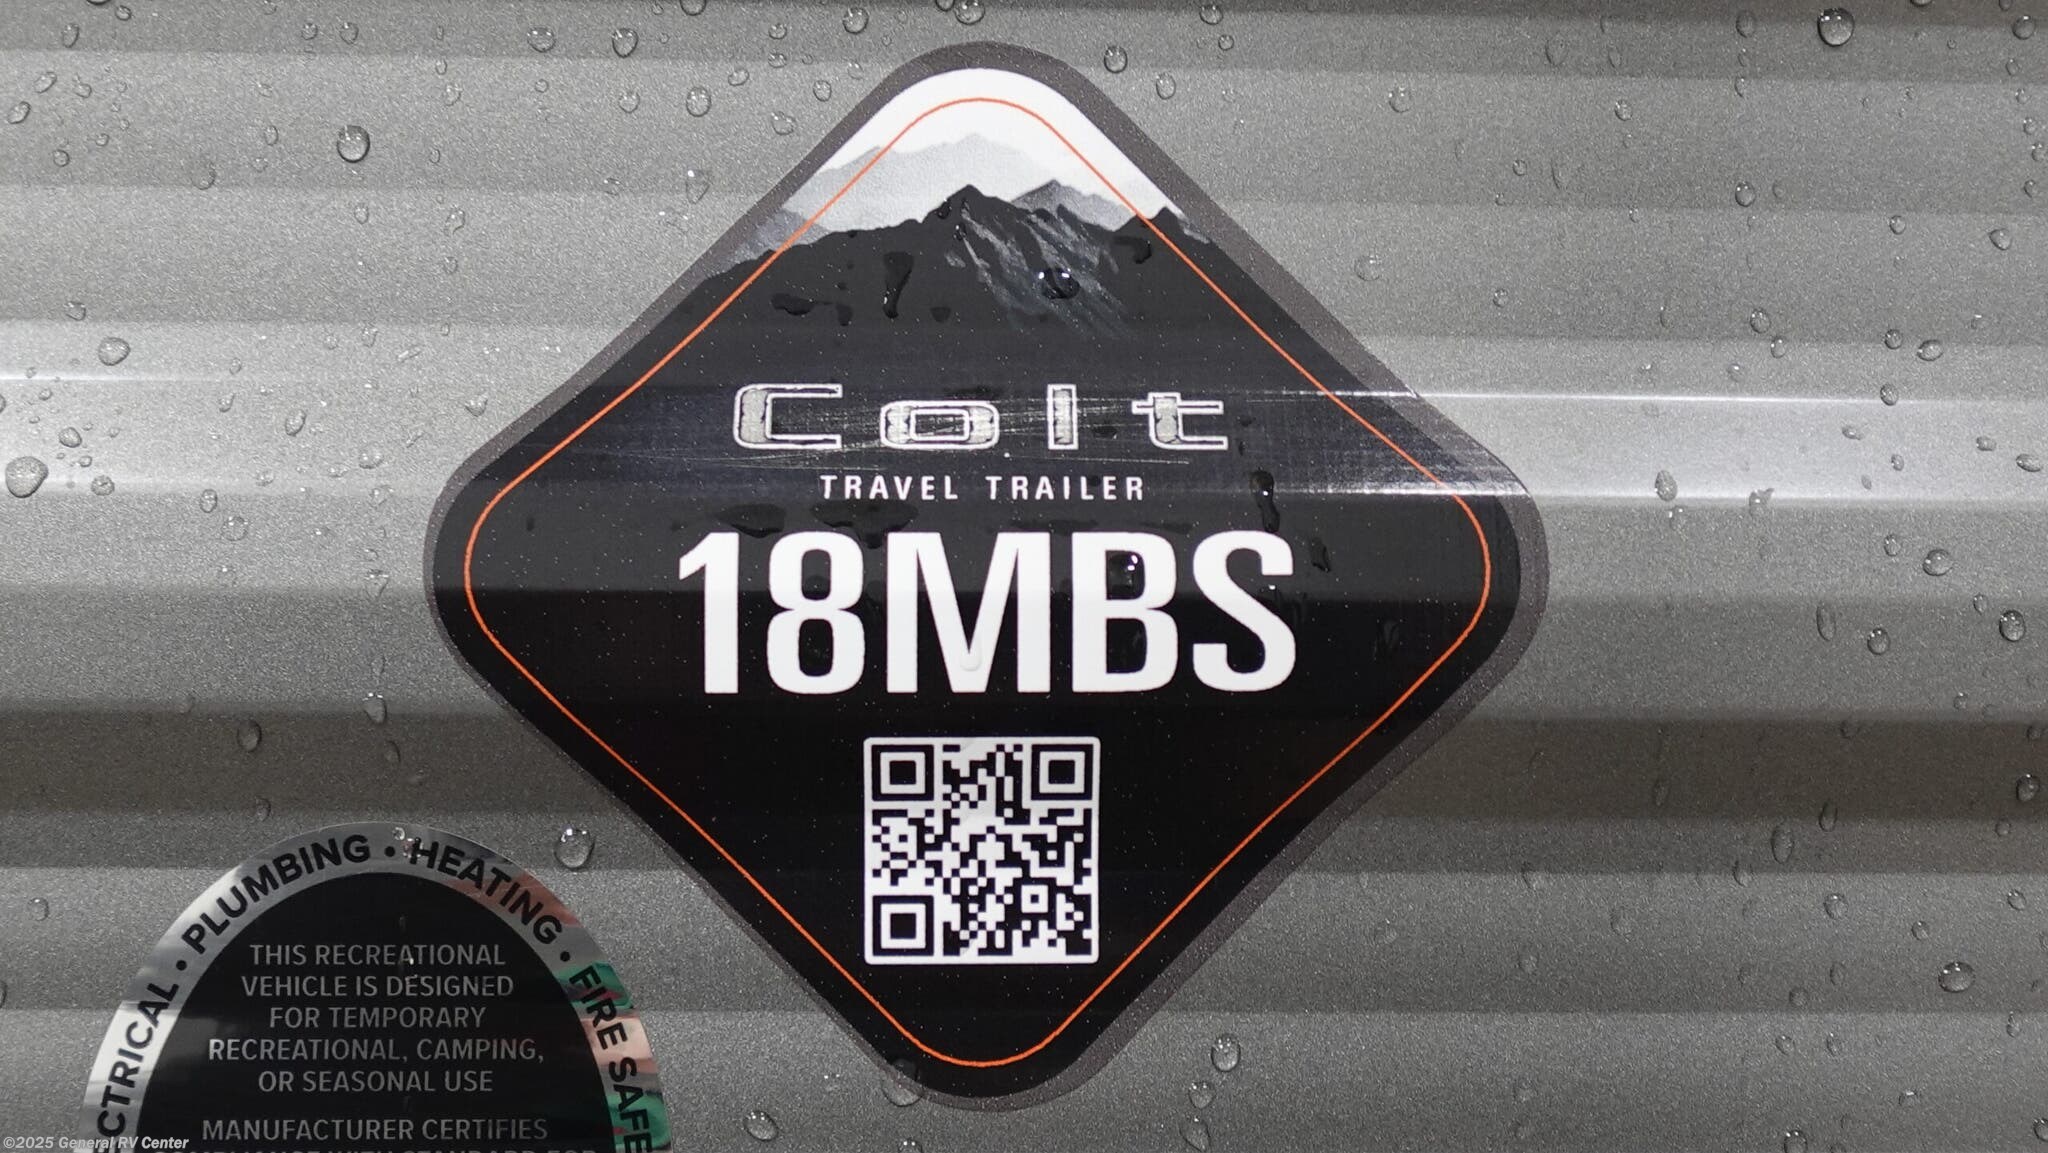 Colt
TRAVEL TRAILER
18MBS
PLUMBING • HEATING • FIRE SAFE
THIS RECREATIONAL
VEHICLE IS DESIGNED
FOR TEMPORARY
RECREATIONAL, CAMPING,
OR SEASONAL USE
MANUFACTURER CERTIFIES
©2025 General RV Center